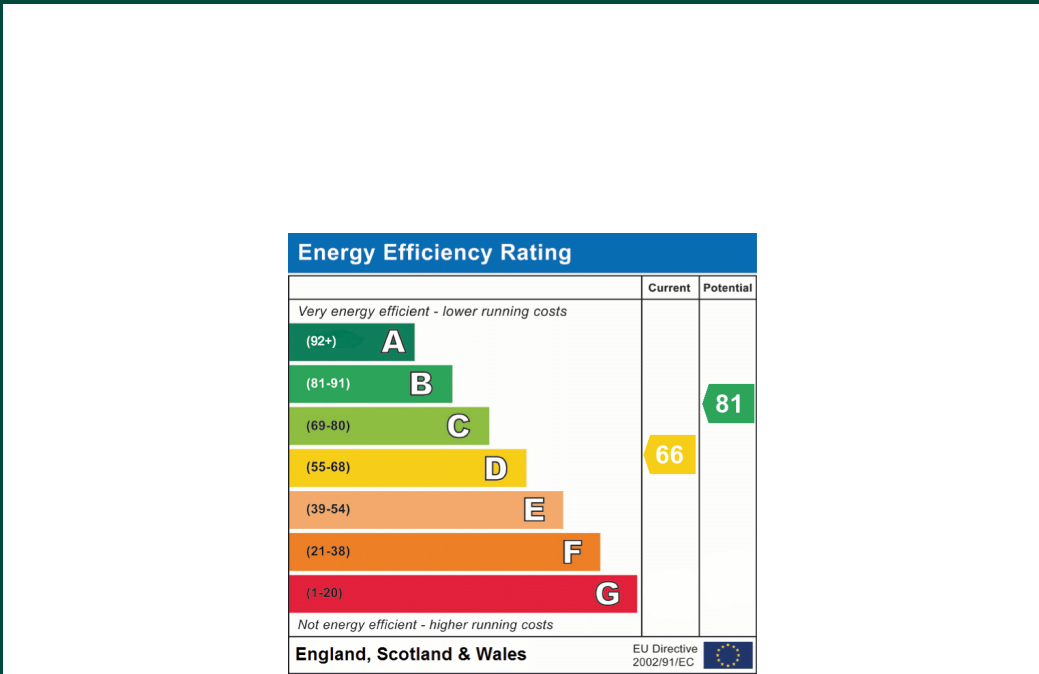 Energy Efficiency Rating
Current Potential
Very energy efficient - lower running costs
(92+) A
(81-91) B
81
(69-80) C
66
(55-68) D
(39-54) E
(21-38) F
(1-20) G
Not energy efficient - higher running costs
England, Scotland & Wales
EU Directive
2002/91/EC